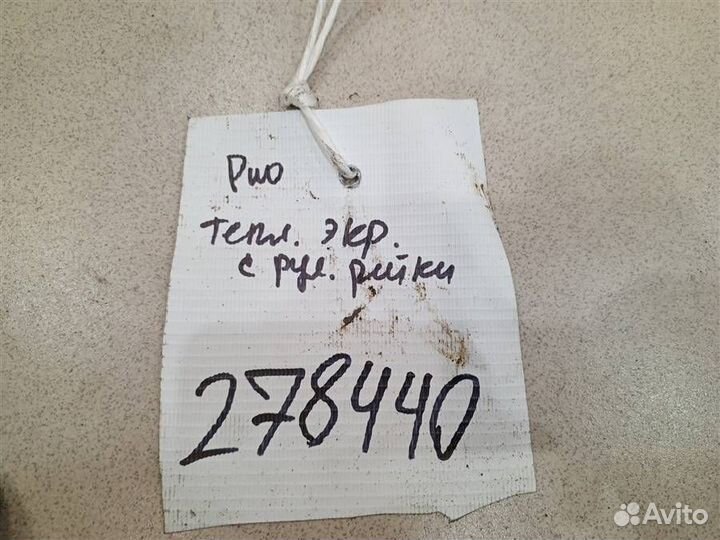 Рио
Тепл. экр.
с рул. рейки
278440
Avito